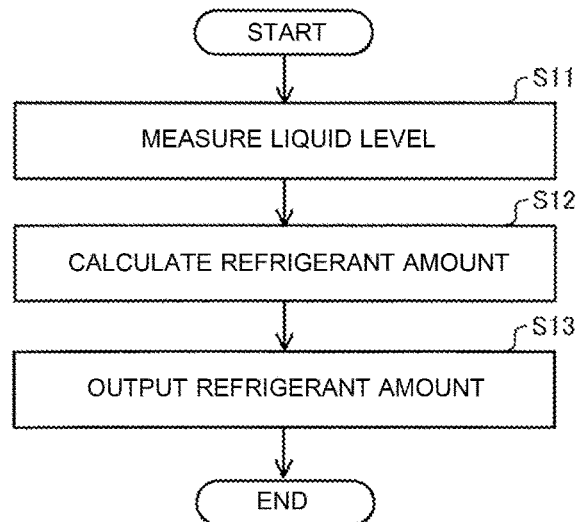 START
S11
MEASURE LIQUID LEVEL
S12
CALCULATE REFRIGERANT AMOUNT
S13
OUTPUT REFRIGERANT AMOUNT
END